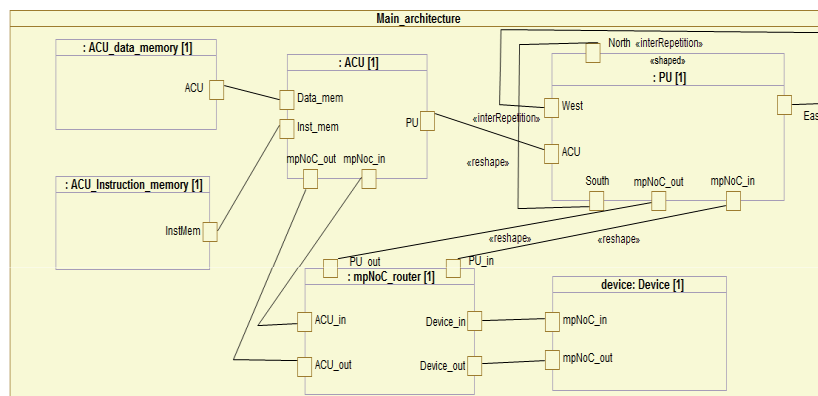 Main_architecture
North «interRepetition»
: ACU_data_memory [1]
: ACU [1]
«shaped»
: PU [1]
ACU
Data_mem
West
PU
«interRepetition»
Eas
Inst_mem
ACU
mpNoC_out
mpNoc_in
«reshape»
: ACU_Instruction_memory [1]
South
mpNoC_out
mpNoC_in
InstMem
«reshape»
«reshape»
PU_out
PU_in
: mpNoC_router [1]
device: Device [1]
ACU_in
Device_in
mpNoC_in
ACU_out
Device_out
mpNoC_out